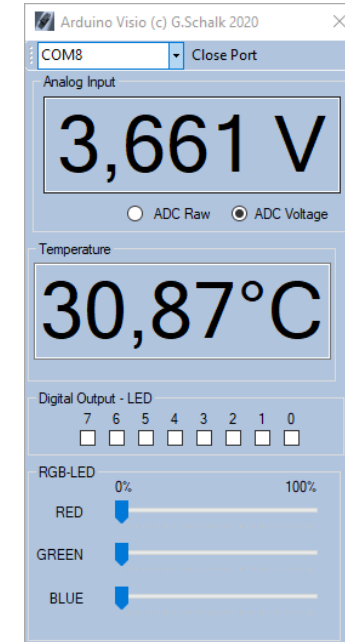 Arduino Visio (c) G.Schalk 2020
COM8 Close Port
Analog Input
3,661 V
ADC Raw ADC Voltage
Temperature
30,87°C
Digital Output - LED
7 6 5 4 3 2 1 0
RGB-LED
0% 100%
RED
GREEN
BLUE